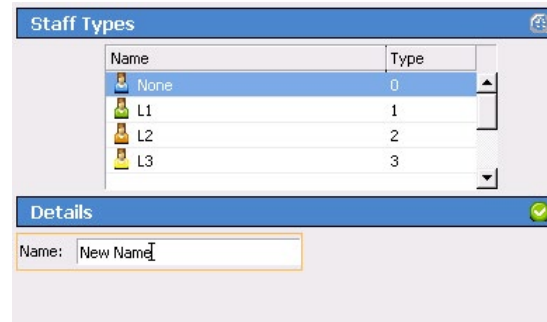 Staff Types
Name Type
None 0
L1 1
L2 2
L3 3
Details
Name: New Name